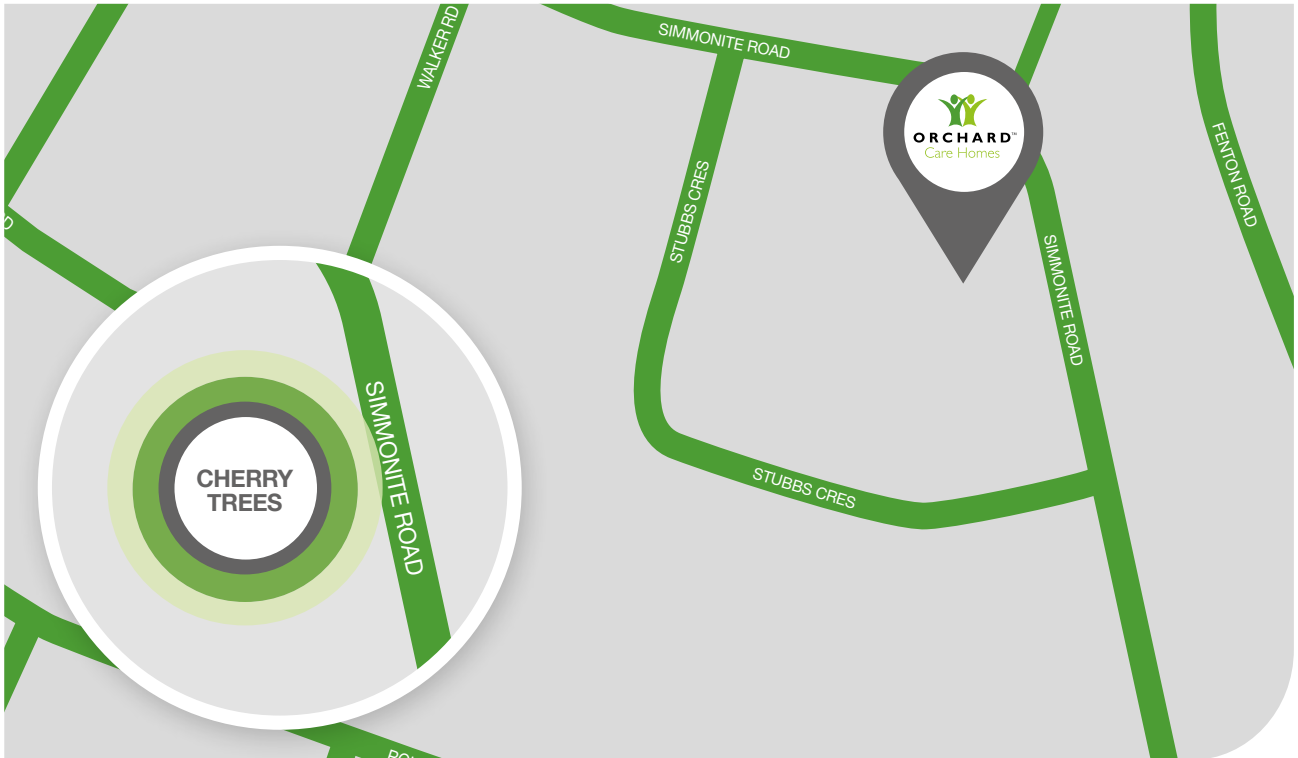 WALKER RD
SIMMONITE ROAD
ORCHARD™
Care Homes
FENTON ROAD
STUBBS CRES
SIMMONITE ROAD
CHERRY
TREES
SIMMONITE ROAD
STUBBS CRES